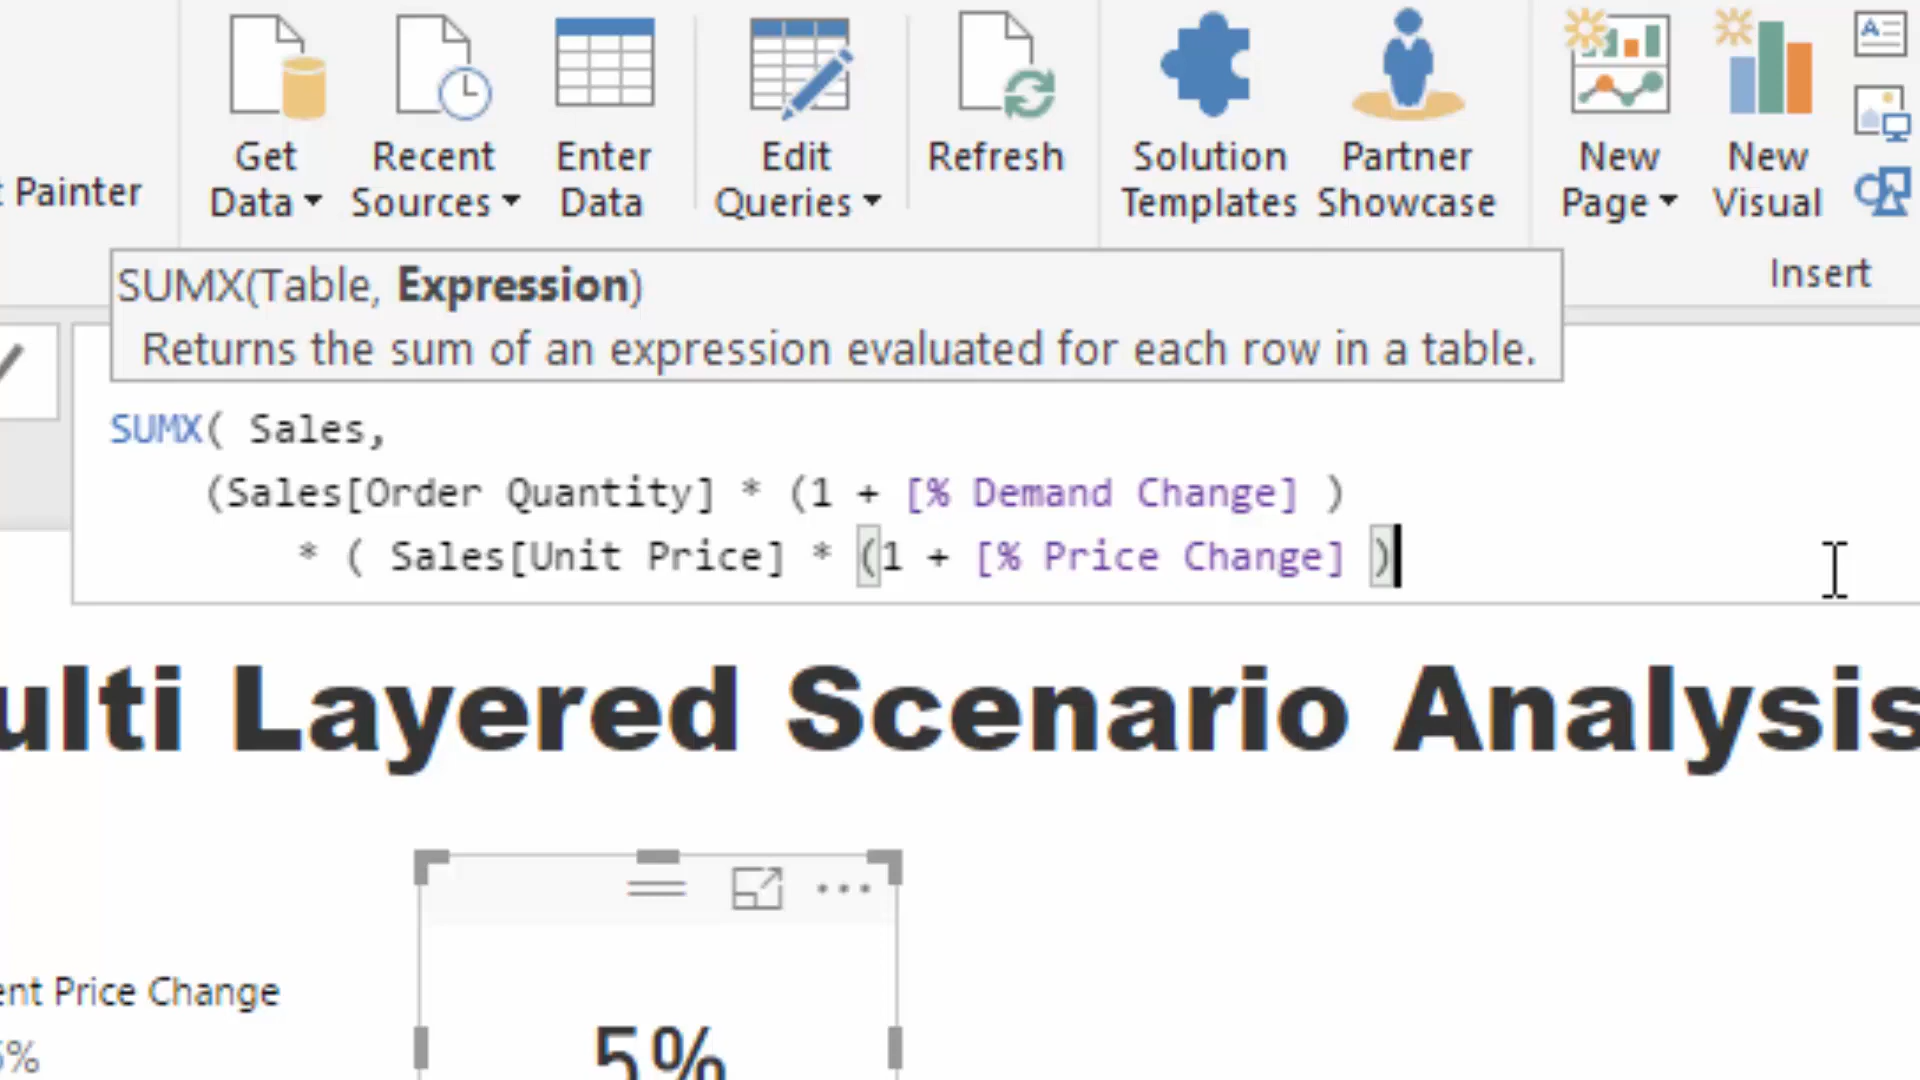 Painter
Get Data
Recent Sources
Enter Data
Edit Queries
Refresh
Solution Templates
Partner Showcase
New Page
New Visual
Insert
SUMX(Table, Expression)
Returns the sum of an expression evaluated for each row in a table.
SUMX( Sales,
(Sales[Order Quantity] * (1 + [% Demand Change] )
* ( Sales[Unit Price] * (1 + [% Price Change] )
ulti Layered Scenario Analysis
ent Price Change
5%